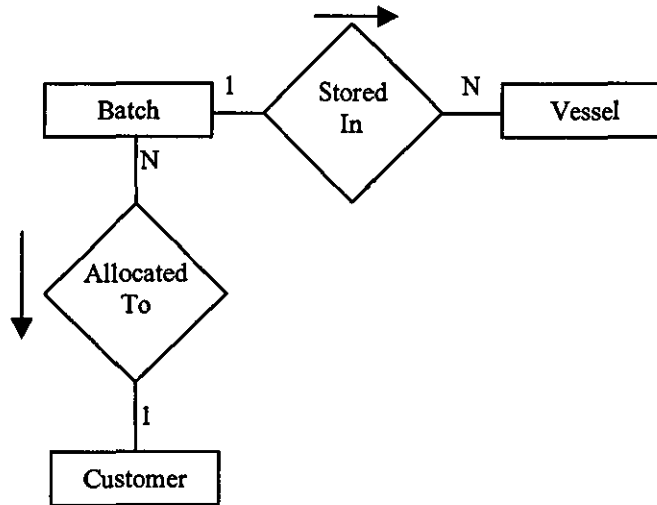 1
Stored
In
N
Batch
Vessel
N
Allocated
To
1
Customer